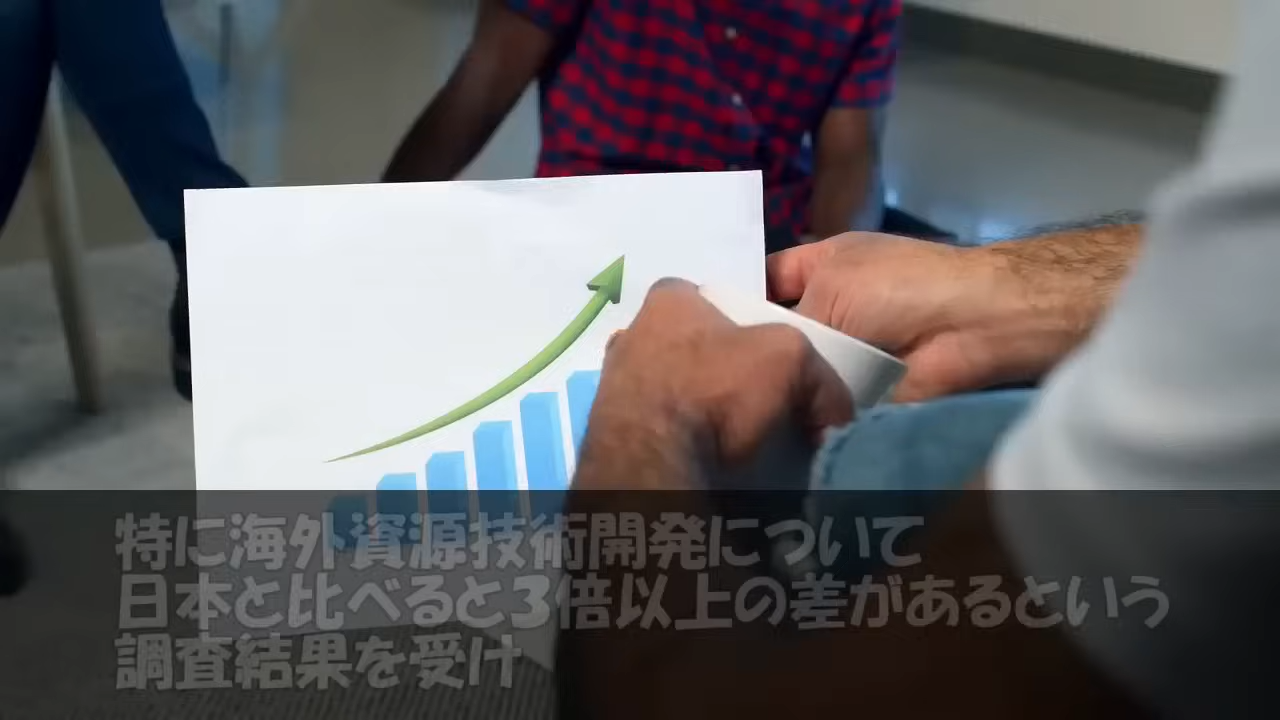 特に海外資源技術開発について
日本と比べると3倍以上の差があるという
調査結果を受け